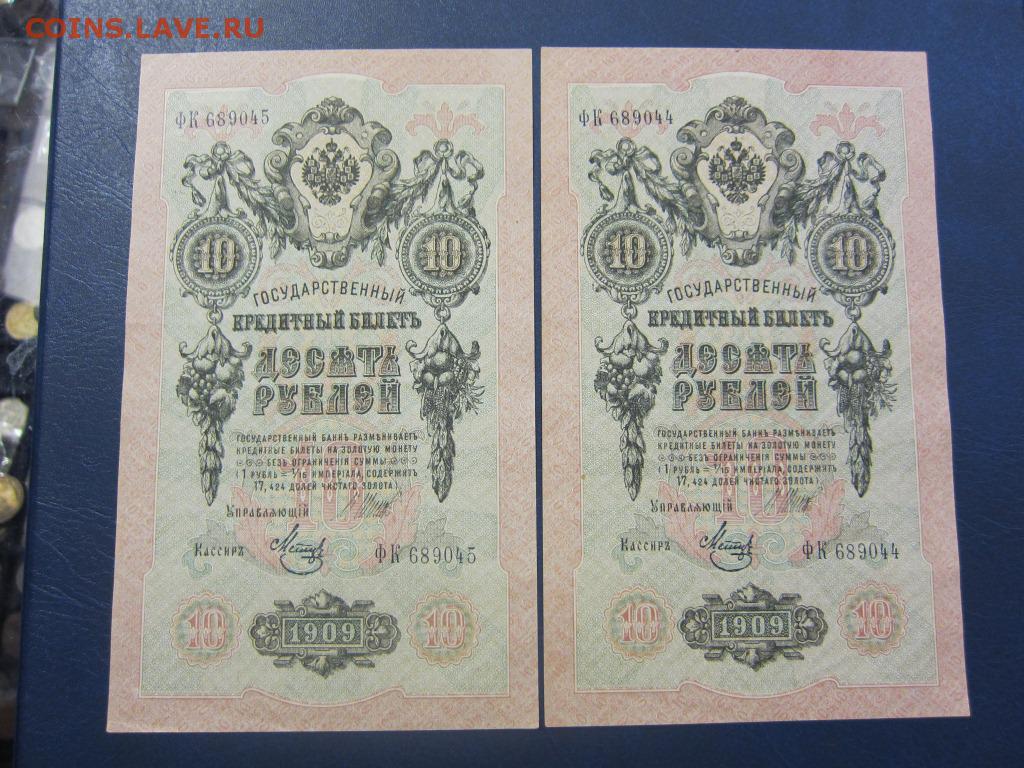 COINS.LAVE.RU
ФК 689045
10
10
ГОСУДАРСТВЕННЫЙ
КРЕДИТНЫЙ БИЛЕТЪ
ДЕСЯТЬ
РУБЛЕЙ
ГОСУДАРСТВЕННЫЙ БАНКЪ РАЗМѢНИВАЕТЪ
КРЕДИТНЫЕ БИЛЕТЫ НА ЗОЛОТУЮ МОНЕТУ
БЕЗЪ ОГРАНИЧЕНІЯ СУММЫ
(1 РУБЛЬ = 1/15 ИМПЕРІАЛА, СОДЕРЖИТЪ
17,424 ДОЛЕЙ ЧИСТАГО ЗОЛОТА)
10
УПРАВЛЯЮЩІЙ
КАССИРЪ
ФК 689045
10
1909
10
ФК 689044
10
10
ГОСУДАРСТВЕННЫЙ
КРЕДИТНЫЙ БИЛЕТЪ
ДЕСЯТЬ
РУБЛЕЙ
ГОСУДАРСТВЕННЫЙ БАНКЪ РАЗМѢНИВАЕТЪ
КРЕДИТНЫЕ БИЛЕТЫ НА ЗОЛОТУЮ МОНЕТУ
БЕЗЪ ОГРАНИЧЕНІЯ СУММЫ
(1 РУБЛЬ = 1/15 ИМПЕРІАЛА, СОДЕРЖИТЪ
17,424 ДОЛЕЙ ЧИСТАГО ЗОЛОТА)
10
УПРАВЛЯЮЩІЙ
КАССИРЪ
ФК 689044
10
1909
10